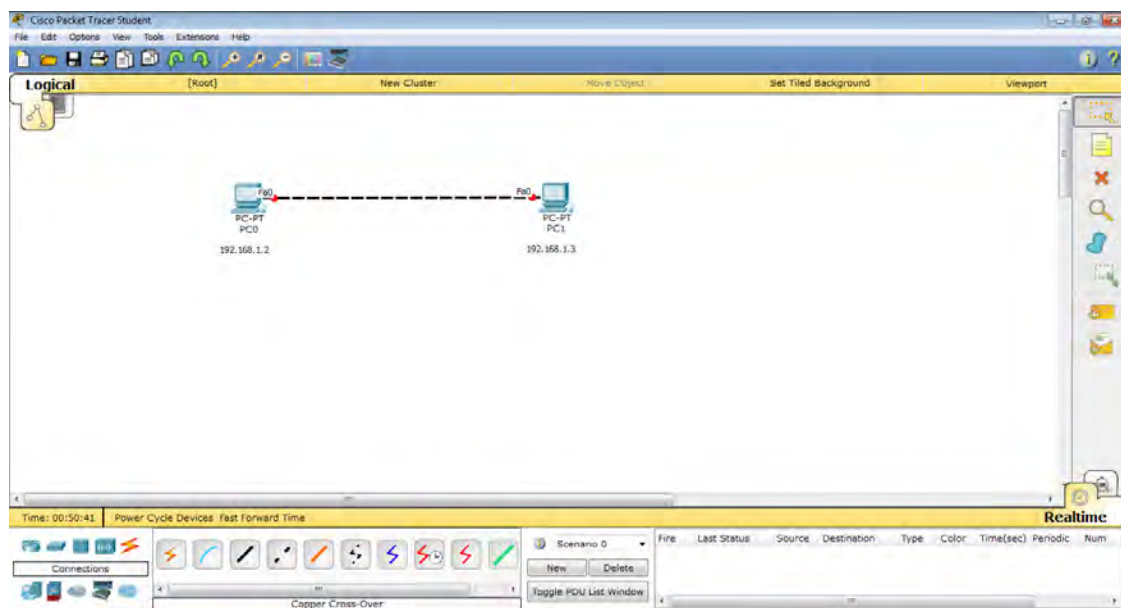 Cisco Packet Tracer Student
File Edit Options View Tools Extensions Help
Logical [Root] New Cluster Move Object Set Tiled Background Viewport
Fa0 Fa0
PC-PT PC-PT
PC0 PC1
192.168.1.2 192.168.1.3
Time: 00:50:41 Power Cycle Devices Fast Forward Time Realtime
Scenario 0 Fire Last Status Source Destination Type Color Time(sec) Periodic Num
Connections New Delete
Toggle PDU List Window
Copper Cross-Over